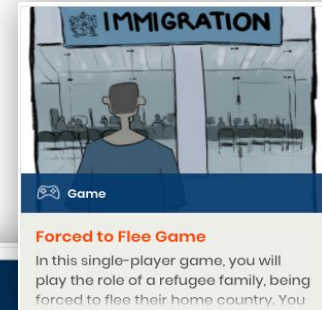 IMMIGRATION
Game
Forced to Flee Game
In this single-player game, you will
play the role of a refugee family, being
forced to flee their home country. You